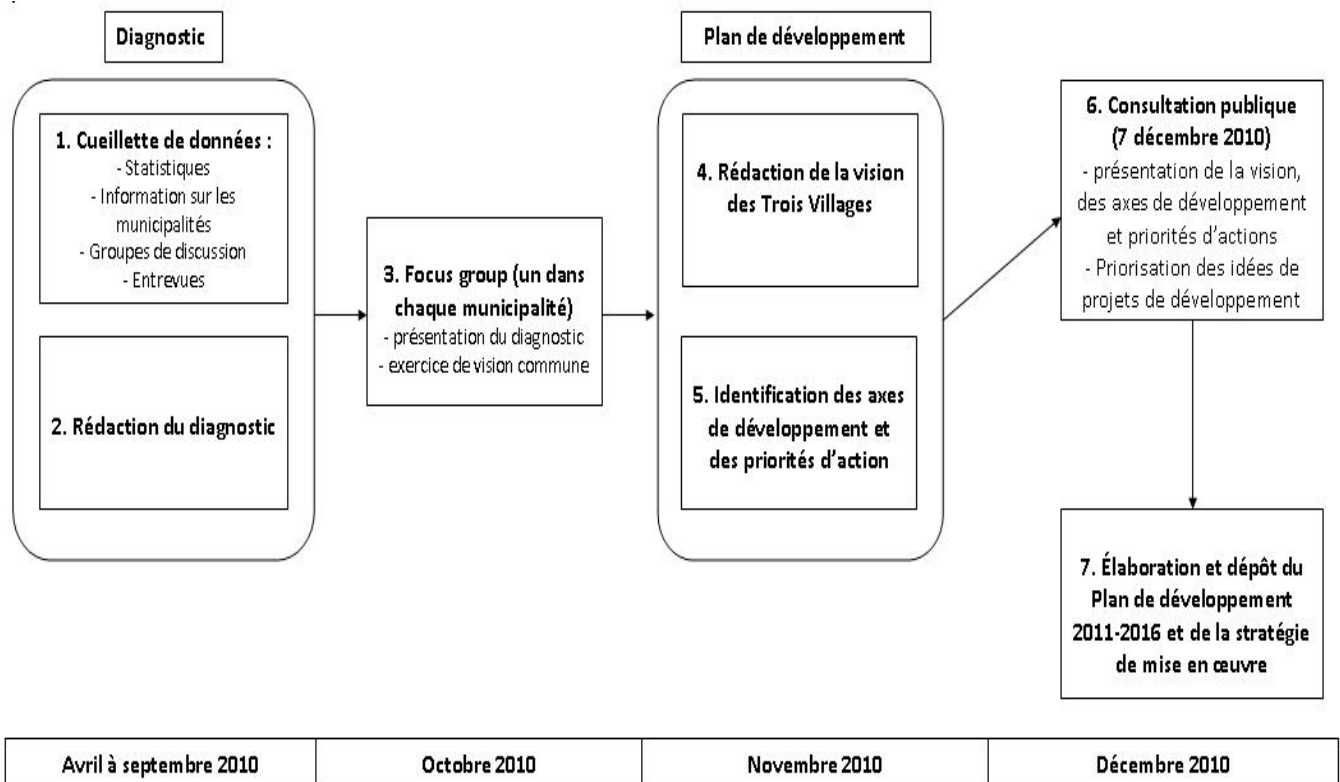 Diagnostic
1. Cueillette de données :
- Statistiques
- Information sur les
municipalités
- Groupes de discussion
- Entrevues
2. Rédaction du diagnostic
3. Focus group (un dans
chaque municipalité)
- présentation du diagnostic
- exercice de vision commune
Plan de développement
4. Rédaction de la vision
des Trois Villages
5. Identification des axes
de développement et
des priorités d'action
6. Consultation publique
(7 décembre 2010)
- présentation de la vision,
des axes de développement
et priorités d'actions
- Priorisation des idées de
projets de développement
7. Élaboration et dépôt du
Plan de développement
2011-2016 et de la stratégie
de mise en œuvre
Avril à septembre 2010
Octobre 2010
Novembre 2010
Décembre 2010